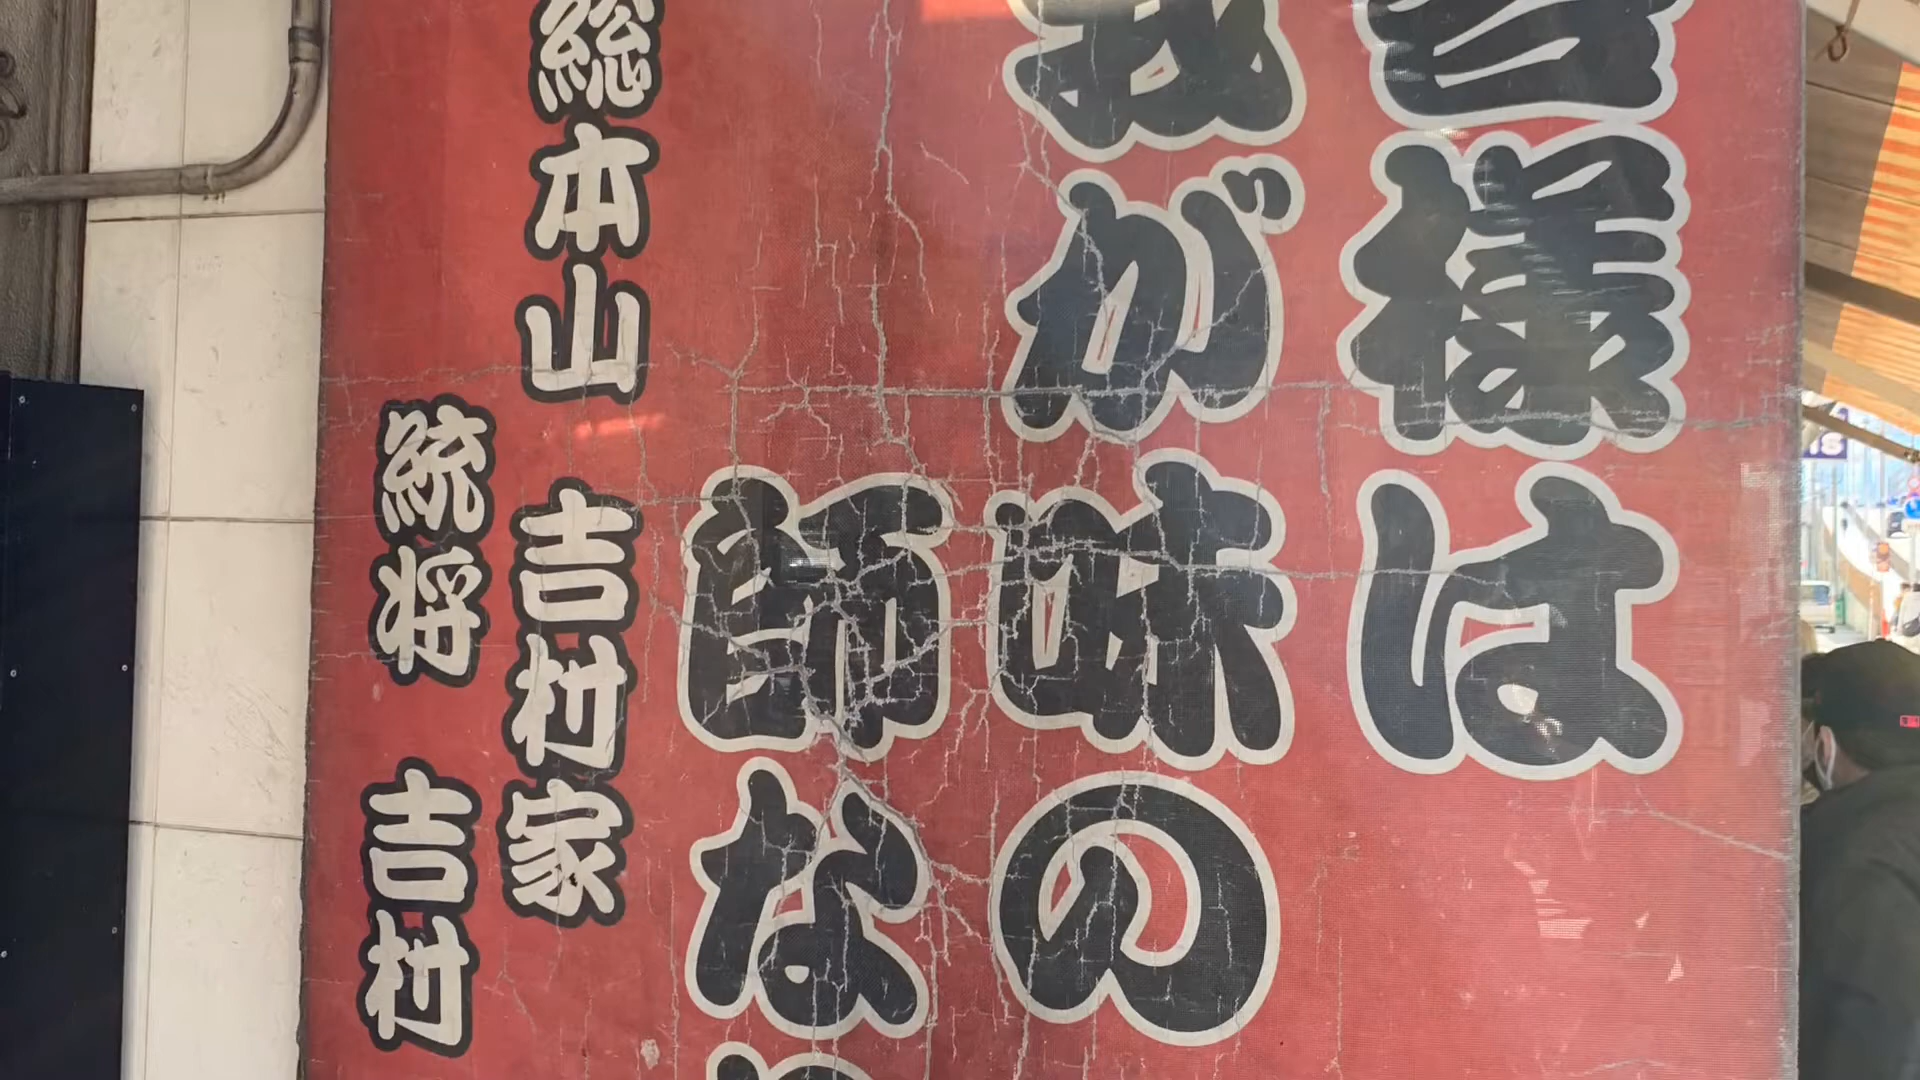 様は
我が味の
師な
総本山 吉村家
統将 吉村